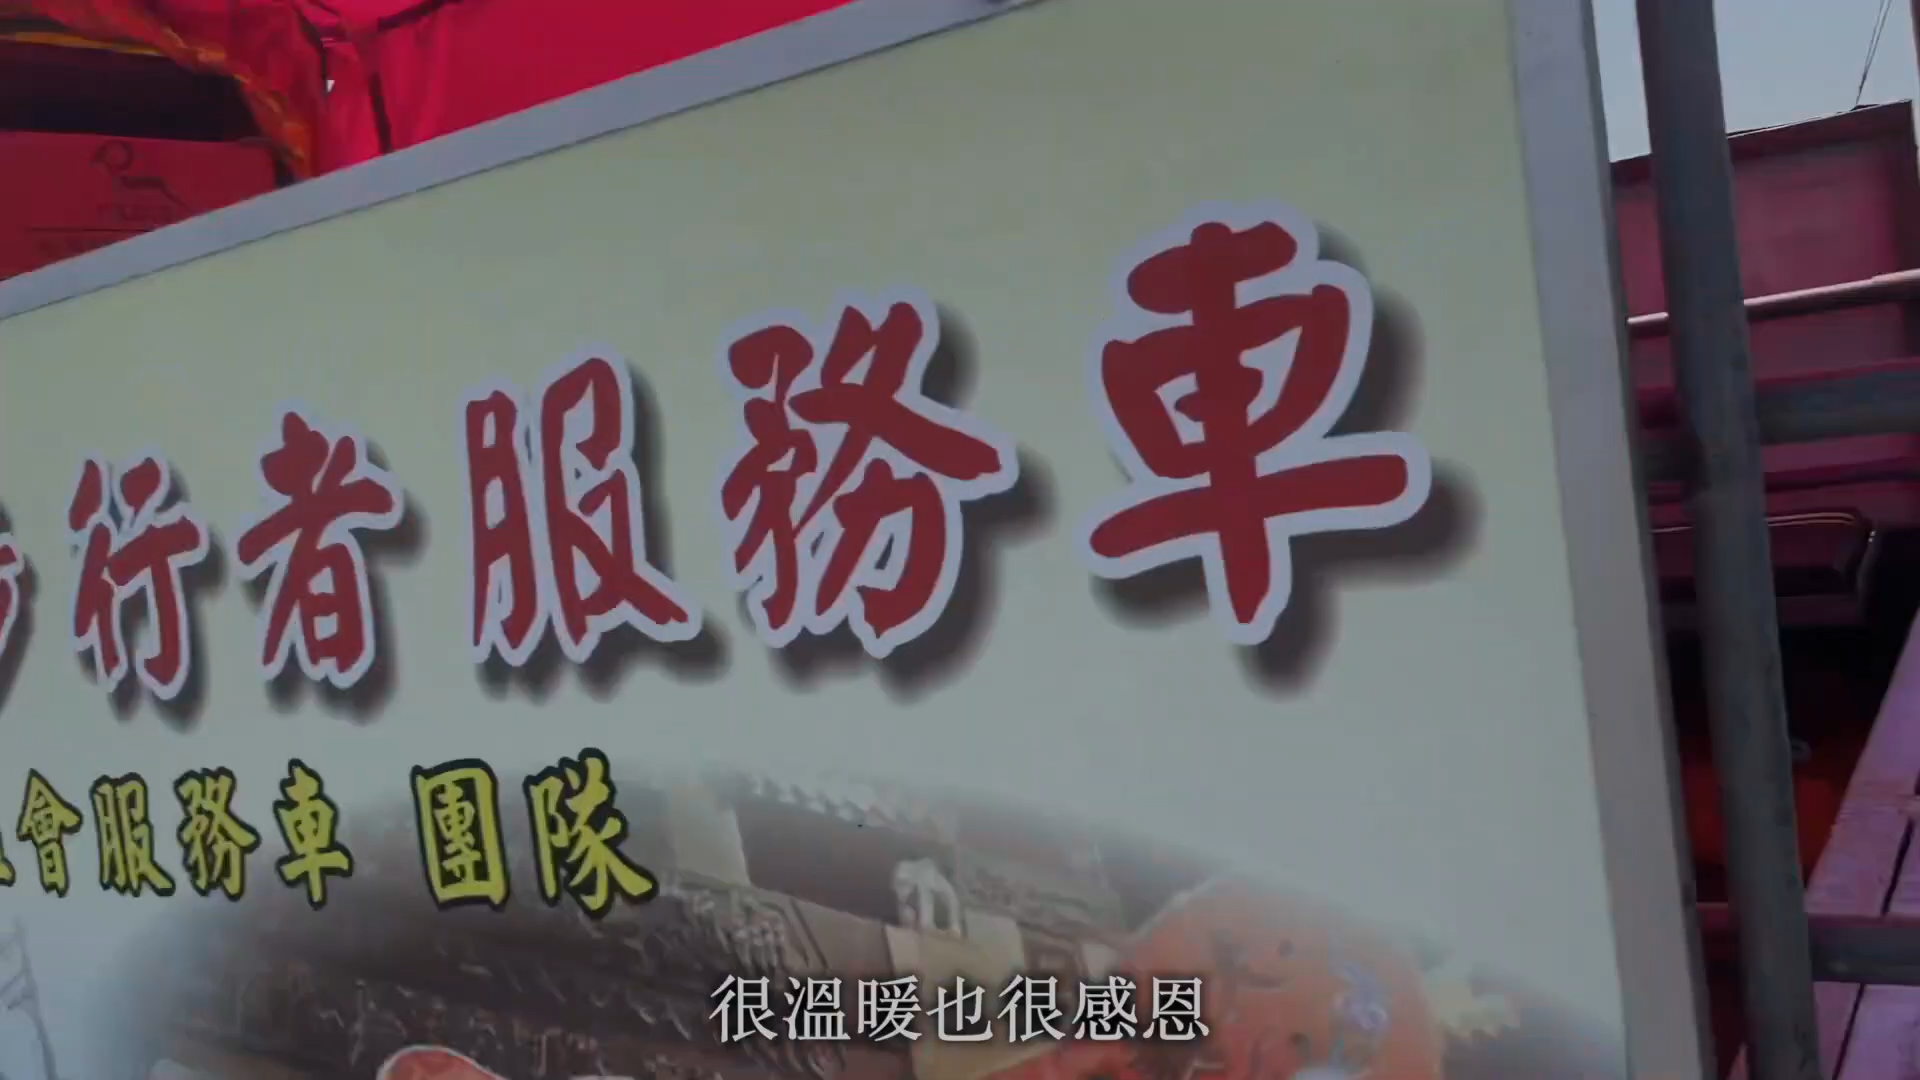 行者服務車
會服務車 團隊
很溫暖也很感恩